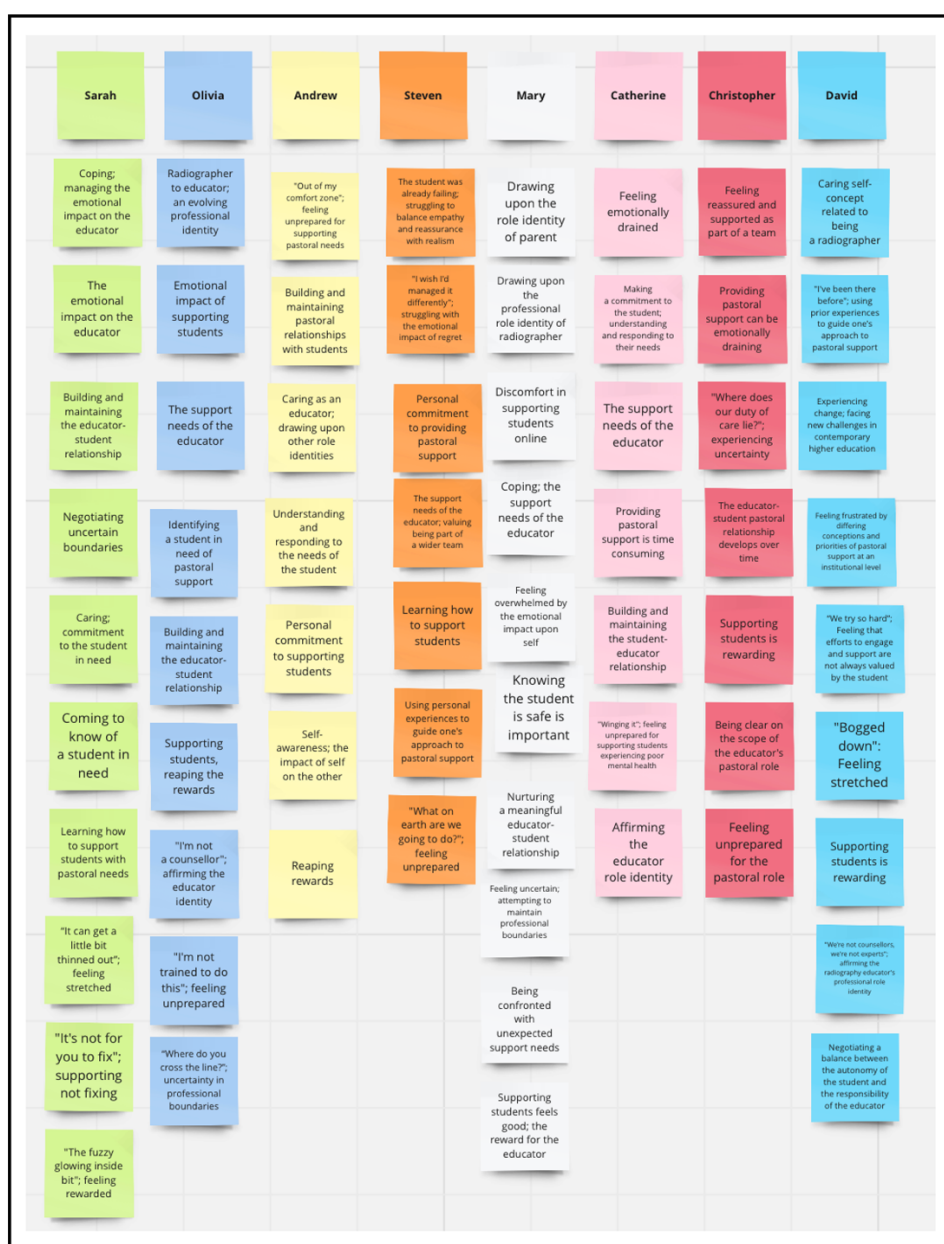 Sarah
Olivia
Andrew
Steven
Mary
Catherine
Christopher
David
Coping;
managing the
emotional
impact on the
educator
The
emotional
impact on the
educator
Building and
maintaining
the educator-
student
relationship
Negotiating
uncertain
boundaries
Caring;
commitment
to the student
in need
Coming to
know of
a student in
need
Learning how
to support
students with
pastoral needs
"It can get a
little bit
thinned out";
feeling
stretched
"It's not for
you to fix";
supporting
not fixing
"The fuzzy
glowing inside
bit"; feeling
rewarded
Radiographer
to educator;
an evolving
professional
identity
Emotional
impact of
supporting
students
The support
needs of the
educator
Identifying
a student in
need of
pastoral
support
Building and
maintaining
the educator-
student
relationship
Supporting
students,
reaping the
rewards
"I'm not
a counsellor";
affirming the
educator
identity
"I'm not
trained to do
this"; feeling
unprepared
"Where do you
cross the line?";
uncertainty in
professional
boundaries
"Out of my
comfort zone";
feeling
unprepared for
supporting
pastoral needs
Building and
maintaining
pastoral
relationships
with students
Caring as an
educator;
drawing upon
other role
identities
Understanding
and
responding to
the needs of
the student
Personal
commitment
to supporting
students
Self-
awareness; the
impact of self
on the other
Reaping
rewards
The student was
already failing;
struggling to
balance empathy
and reassurance
with realism
"I wish I'd
managed it
differently";
struggling with
the emotional
impact of regret
Personal
commitment
to providing
pastoral
support
The support
needs of the
educator; valuing
being part of
a wider team
Learning how
to support
students
Using personal
experiences to
guide one's
approach to
pastoral support
"What on
earth are we
going to do?";
feeling
unprepared
Drawing
upon the
role identity
of parent
Drawing upon
the
professional
role identity of
radiographer
Discomfort in
supporting
students
online
Coping; the
support
needs of the
educator
Feeling
overwhelmed by
the emotional
impact upon
self
Knowing
the student
is safe is
important
Nurturing
a meaningful
educator-
student
relationship
Feeling uncertain;
attempting to
maintain
professional
boundaries
Being
confronted
with
unexpected
support needs
Supporting
students feels
good; the
reward for the
educator
Feeling
emotionally
drained
Making
a commitment to
the student;
understanding
and responding to
their needs
The support
needs of the
educator
Providing
pastoral
support is time
consuming
Building and
maintaining
the student-
educator
relationship
"Winging it"; feeling
unprepared for
supporting students
experiencing poor
mental health
Affirming
the
educator
role identity
Feeling
reassured and
supported as
part of a team
Providing
pastoral
support can be
emotionally
draining
"Where does
our duty of
care lie?";
experiencing
uncertainty
The educator-
student pastoral
relationship
develops over
time
Supporting
students is
rewarding
Being clear on
the scope of
the educator's
pastoral role
Feeling
unprepared
for the
pastoral role
Caring self-
concept
related to
being
a radiographer
"I've been there
before"; using
prior experiences
to guide one's
approach to
pastoral support
Experiencing
change; facing
new challenges in
contemporary
higher education
Feeling frustrated by
differing
conceptions and
priorities of pastoral
support at an
institutional level
"We try so hard";
Feeling that
efforts to engage
and support are
not always valued
by the student
"Bogged
down":
Feeling
stretched
Supporting
students is
rewarding
"We're not counsellors,
we're not experts";
affirming the
radiography educator's
professional role
identity
Negotiating a
balance between
the autonomy of
the student and
the responsibility
of the educator